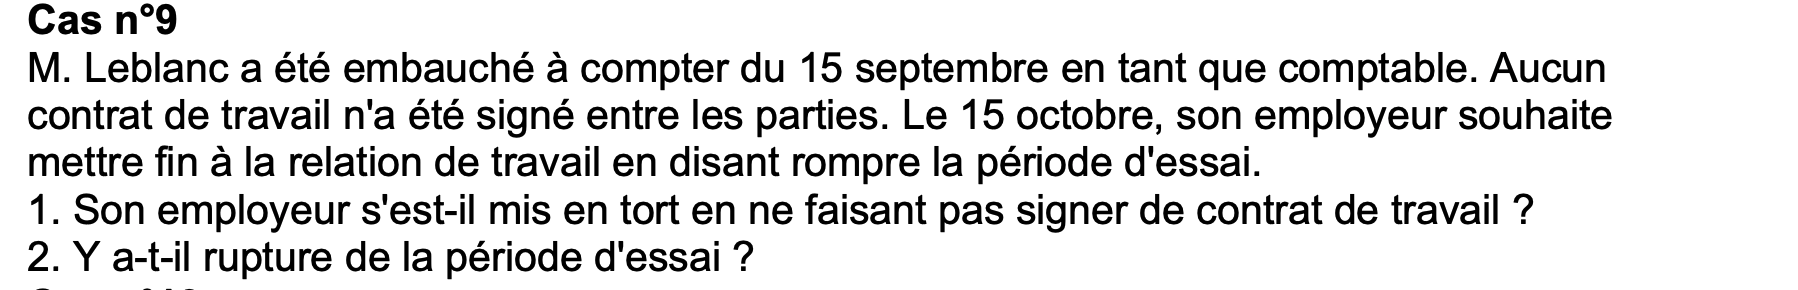 Cas n°9
M. Leblanc a été embauché à compter du 15 septembre en tant que comptable. Aucun
contrat de travail n'a été signé entre les parties. Le 15 octobre, son employeur souhaite
mettre fin à la relation de travail en disant rompre la période d'essai.
1. Son employeur s'est-il mis en tort en ne faisant pas signer de contrat de travail ?
2. Y a-t-il rupture de la période d'essai ?